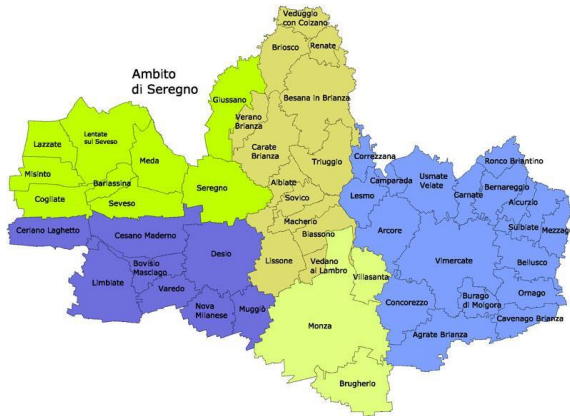 Veduggio
con Colzano
Briosco
Renate
Ambito
di Seregno
Giussano
Besana in Brianza
Verano
Brianza
Lazzate
Lentate
sul Seveso
Meda
Carate
Brianza
Triuggio
Correzzana
Ronco Briantino
Misinto
Barlassina
Seregno
Albiate
Camparada
Usmate
Velate
Carnate
Bernareggio
Cogliate
Seveso
Sovico
Lesmo
Aicurzio
Macherio
Ceriano Laghetto
Cesano Maderno
Desio
Biassono
Arcore
Sulbiate
Mezzag
Lissone
Vedano
al Lambro
Villasanta
Vimercate
Bellusco
Bovisio
Masciago
Limbiate
Varedo
Nova
Milanese
Muggiò
Concorezzo
Burago
di Molgora
Ornago
Cavenago Brianza
Monza
Agrate Brianza
Brugherio